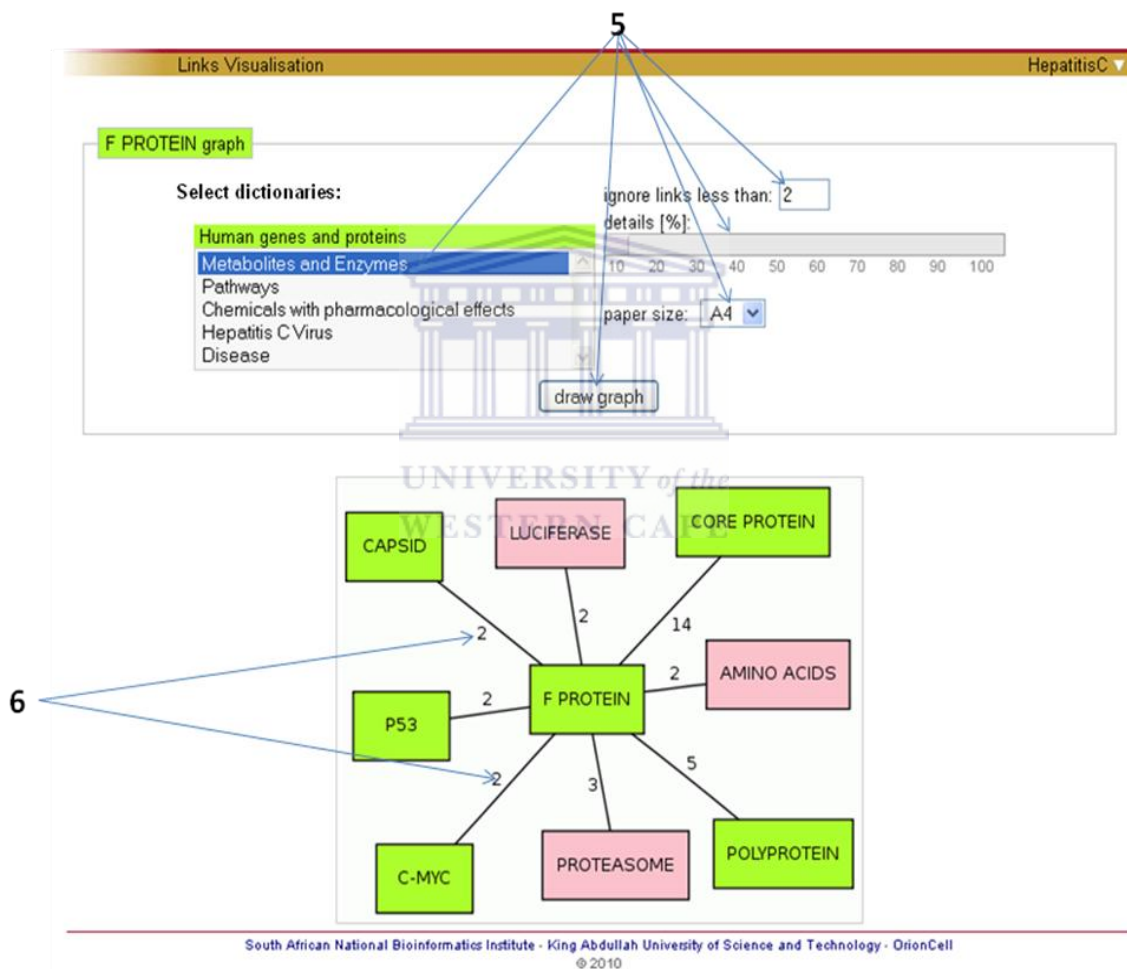 5
Links Visualisation HepatitisC
F PROTEIN graph
Select dictionaries:
ignore links less than: 2
details [%]:
Human genes and proteins
Metabolites and Enzymes
Pathways
Chemicals with pharmacological effects
Hepatitis C Virus
Disease
10 20 30 40 50 60 70 80 90 100
paper size: A4
draw graph
UNIVERSITY of the
WESTERN CAPE
CAPSID
LUCIFERASE
CORE PROTEIN
2
2
14
AMINO ACIDS
2
F PROTEIN
P53
2
6
2
3
5
C-MYC
PROTEASOME
POLYPROTEIN
South African National Bioinformatics Institute - King Abdullah University of Science and Technology - OrionCell
© 2010